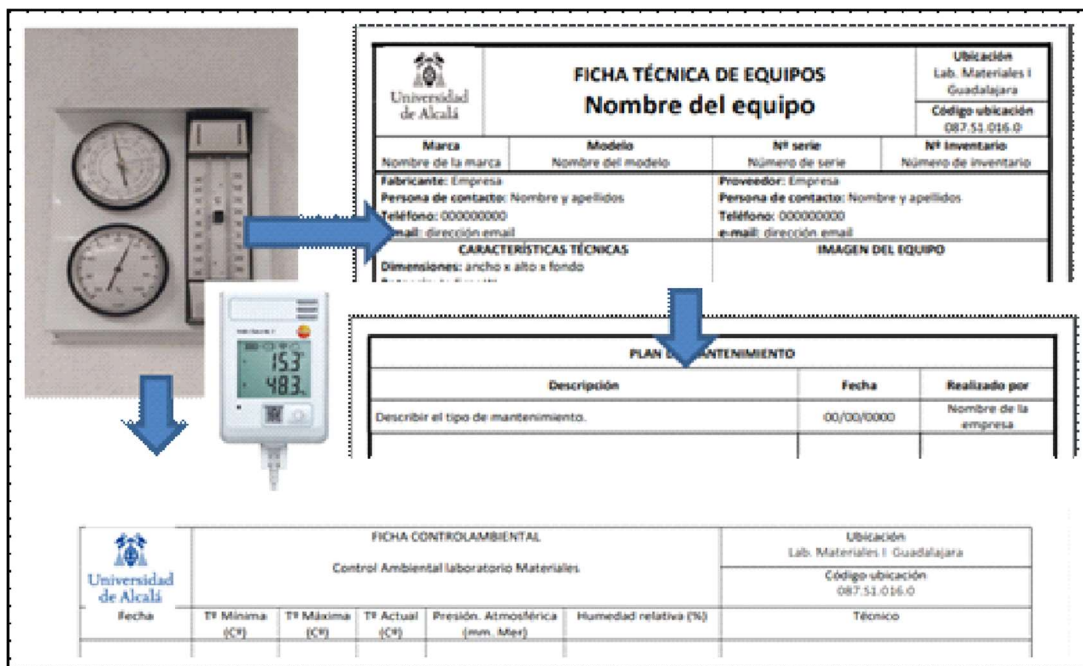 Universidad
de Alcalá
FICHA TÉCNICA DE EQUIPOS
Nombre del equipo
Ubicación
Lab. Materiales I
Guadalajara
Código ubicación
087.51.016.0
Marca
Nombre de la marca
Modelo
Nombre del modelo
Nº serie
Número de serie
Nº Inventario
Número de inventario
Fabricante: Empresa
Persona de contacto: Nombre y apellidos
Teléfono: 000000000
mail: dirección email
Proveedor: Empresa
Persona de contacto: Nombre y apellidos
Teléfono: 000000000
e-mail: dirección email
CARACTERÍSTICAS TÉCNICAS
Dimensiones: ancho x alto x fondo
IMAGEN DEL EQUIPO
15.3
48.3
PLAN D MANTENIMIENTO
Descripción
Fecha
Realizado por
Describir el tipo de mantenimiento.
00/00/0000
Nombre de la
empresa
Universidad
de Alcalá
FICHA CONTROLAMBIENTAL
Control Ambiental laboratorio Materiales
Ubicación
Lab. Materiales I Guadalajara
Código ubicación
087.51.016.0
Fecha
Tª Mínima
(Cª)
Tª Máxima
(Cª)
Tª Actual
(Cª)
Presión. Atmosférica
(mm. Mer)
Humedad relativa (%)
Técnico